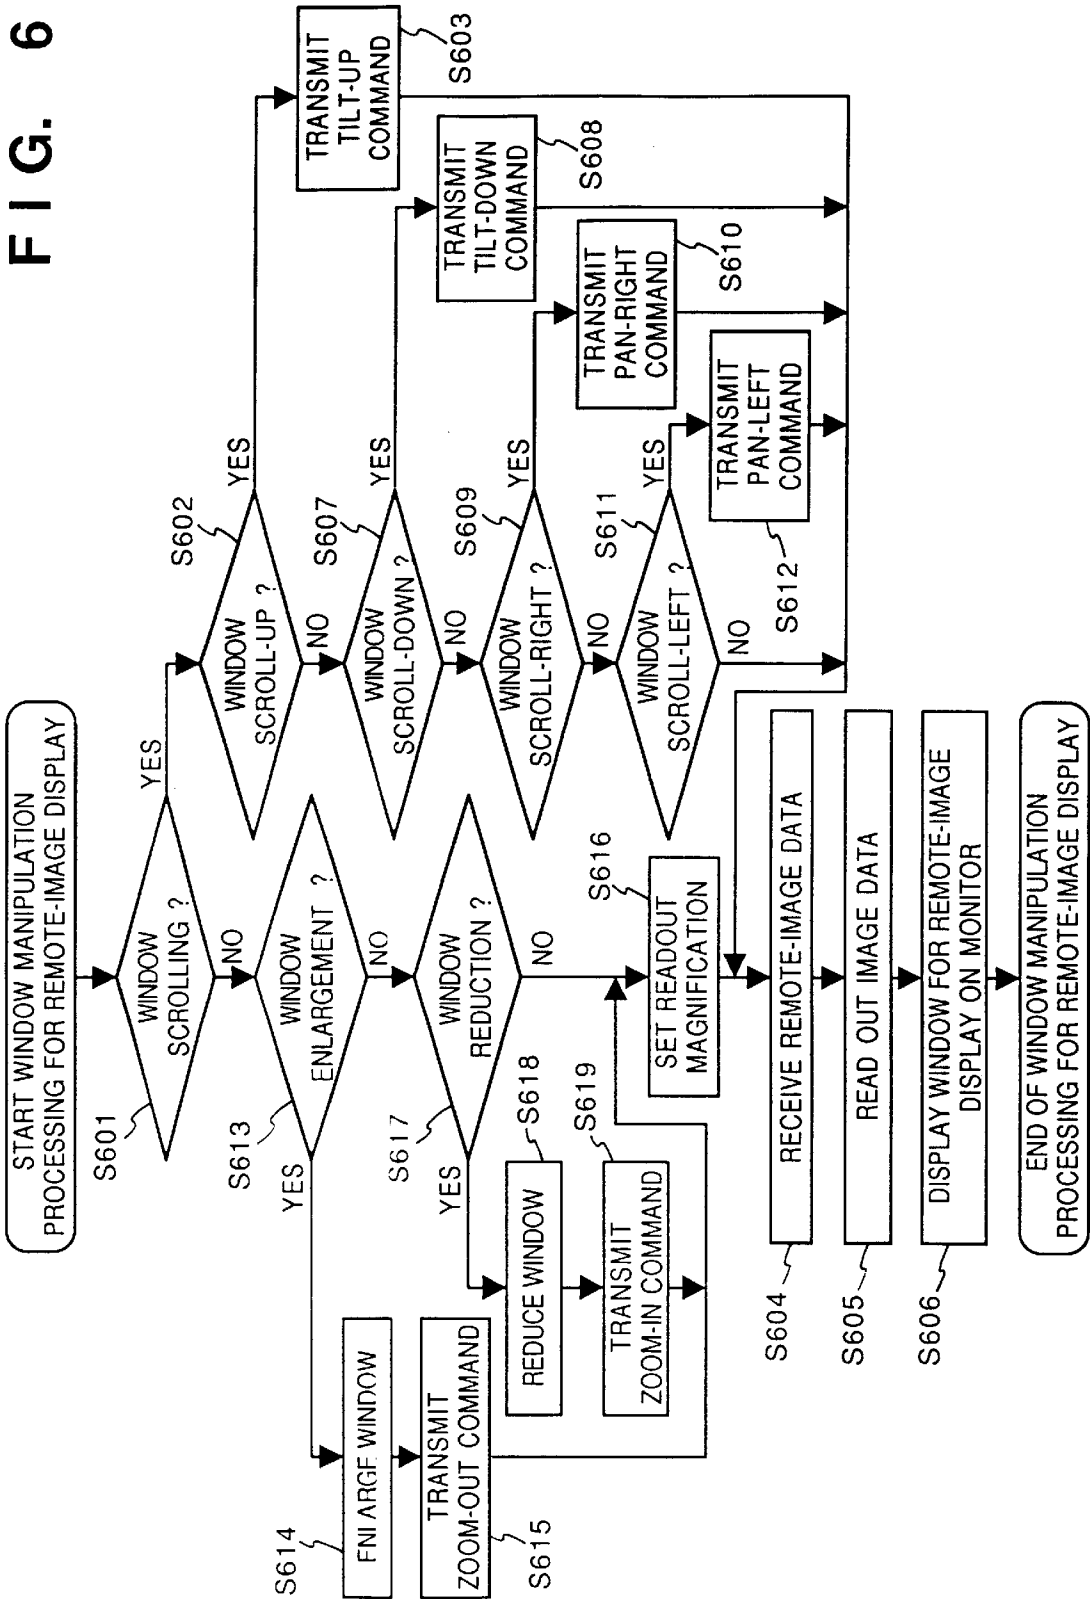 FIG. 6
START WINDOW MANIPULATION
PROCESSING FOR REMOTE-IMAGE DISPLAY
S601
WINDOW
SCROLLING ?
YES
NO
S602
WINDOW
SCROLL-UP ?
YES
NO
TRANSMIT
TILT-UP
COMMAND
S603
S607
WINDOW
SCROLL-DOWN ?
YES
NO
TRANSMIT
TILT-DOWN
COMMAND
S608
S609
WINDOW
SCROLL-RIGHT ?
YES
NO
TRANSMIT
PAN-RIGHT
COMMAND
S610
S611
WINDOW
SCROLL-LEFT ?
YES
NO
TRANSMIT
PAN-LEFT
COMMAND
S612
S613
WINDOW
ENLARGEMENT ?
YES
NO
S614
ENLARGE WINDOW
TRANSMIT
ZOOM-OUT COMMAND
S615
S617
WINDOW
REDUCTION ?
YES
NO
REDUCE WINDOW
S618
TRANSMIT
ZOOM-IN COMMAND
S619
SET READOUT
MAGNIFICATION
S616
RECEIVE REMOTE-IMAGE DATA
S604
READ OUT IMAGE DATA
S605
DISPLAY WINDOW FOR REMOTE-IMAGE
DISPLAY ON MONITOR
S606
END OF WINDOW MANIPULATION
PROCESSING FOR REMOTE-IMAGE DISPLAY